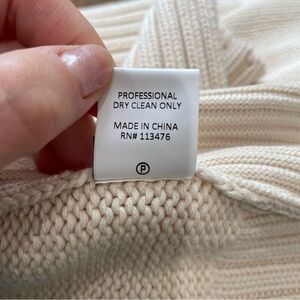 PROFESSIONAL
DRY CLEAN ONLY
MADE IN CHINA
RN# 113476
P